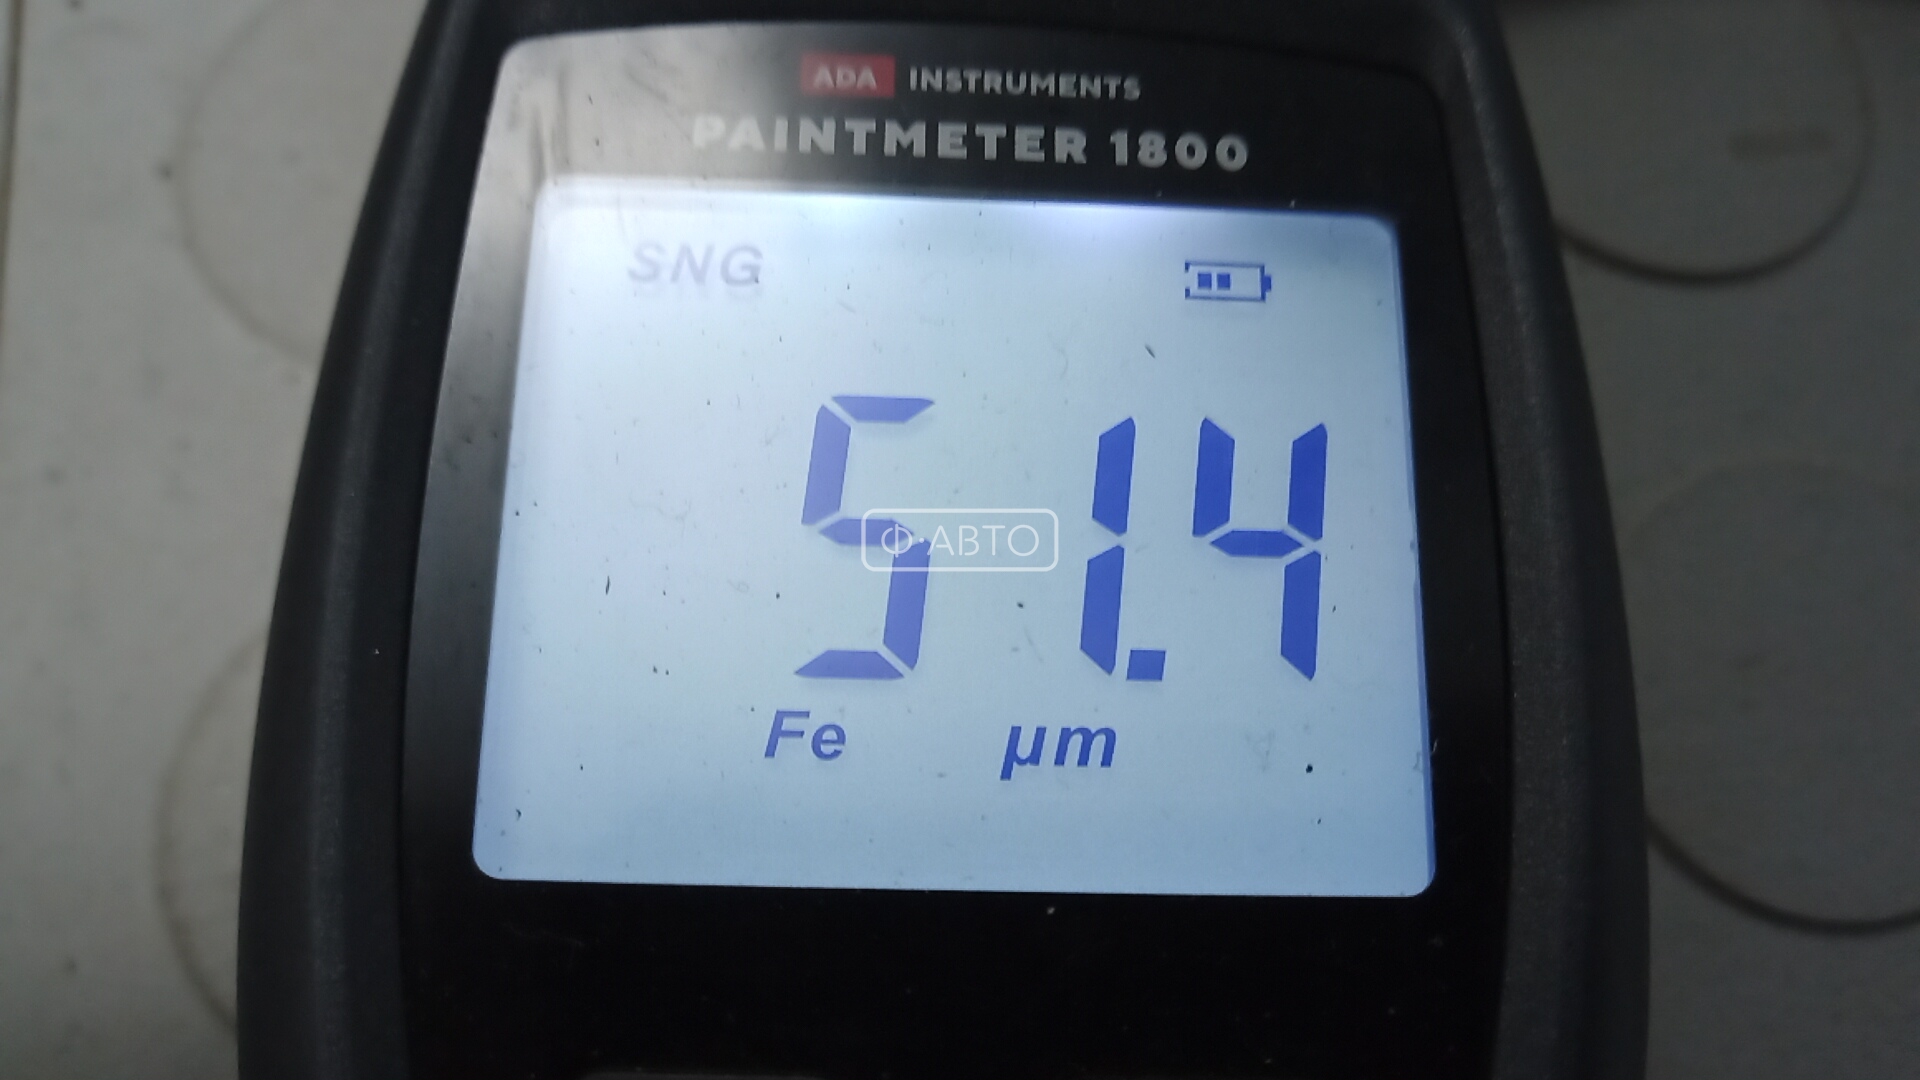 ADA INSTRUMENTS
PAINTMETER 1800
SNG
51.4
Ф·АВТО
Fe μm